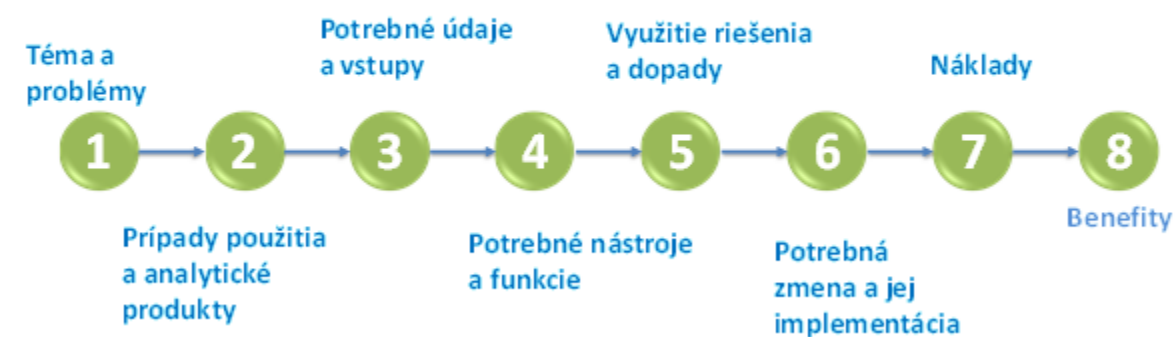 Téma a
problémy
1
Prípady použitia
a analytické
produkty
2
Potrebné údaje
a vstupy
3
Potrebné nástroje
a funkcie
4
Využitie riešenia
a dopady
5
Potrebná
zmena a jej
implementácia
6
Náklady
7
Benefity
8